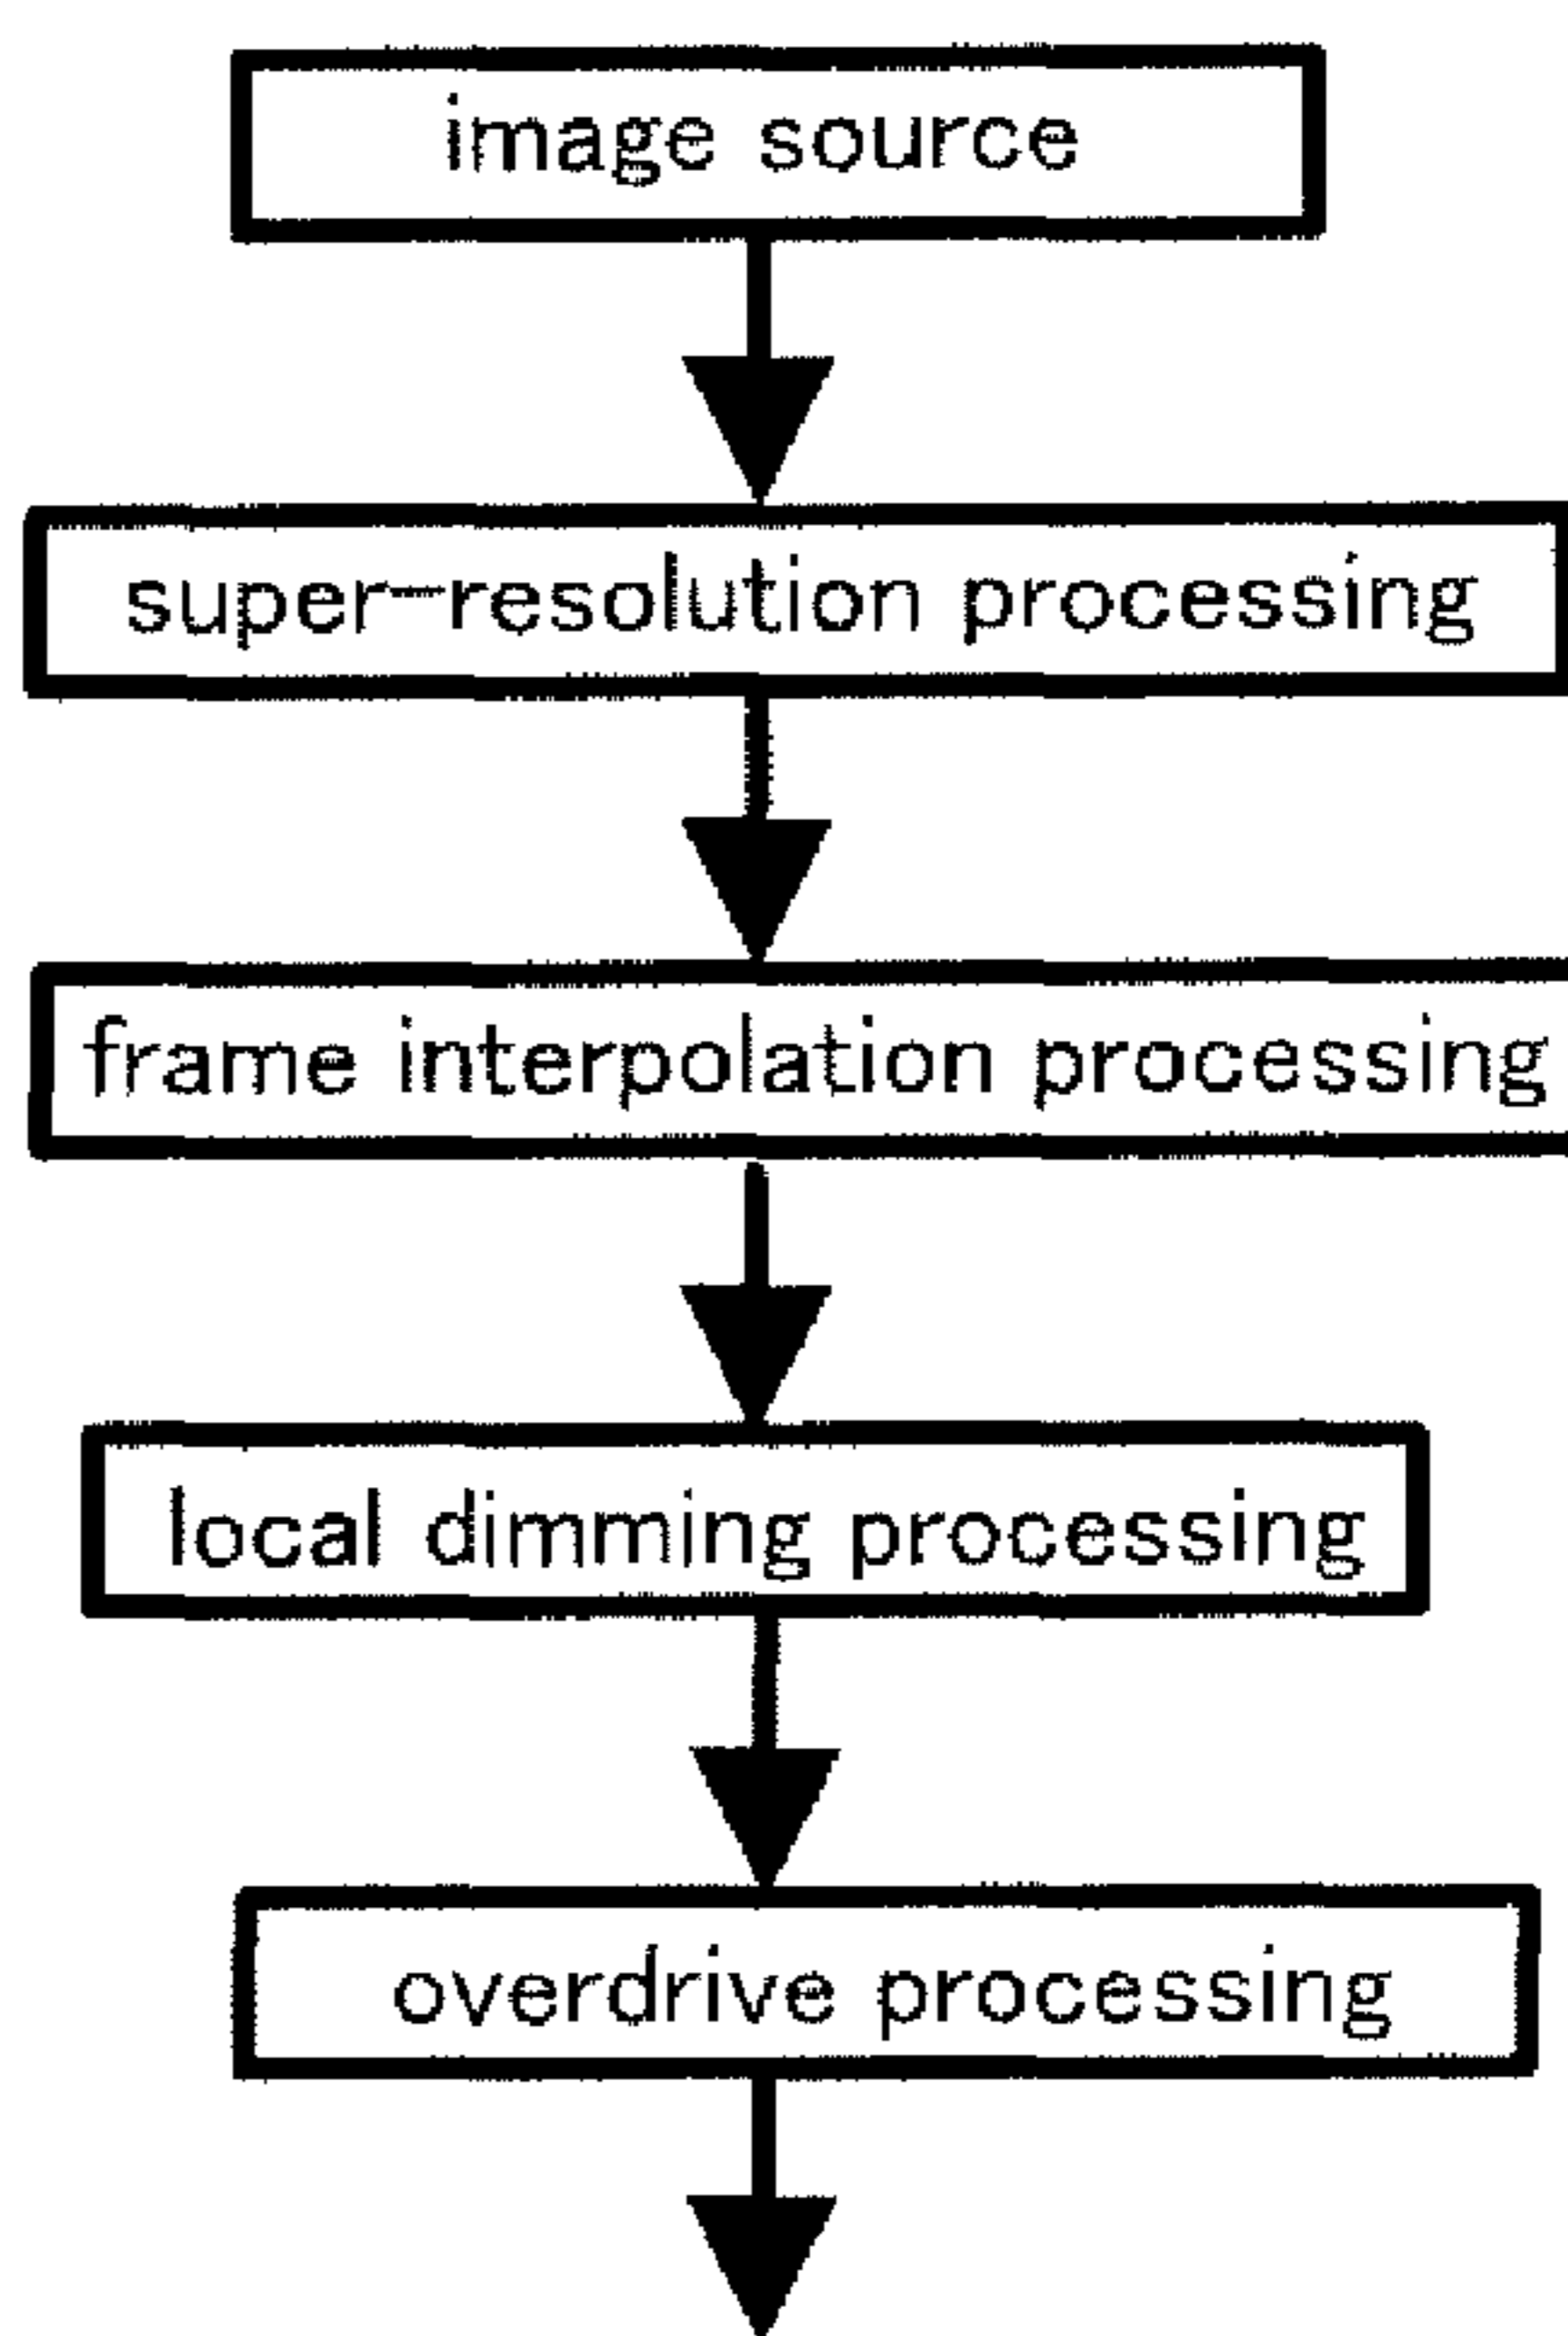 image source
super-resolution processing
frame interpolation processing
local dimming processing
overdrive processing